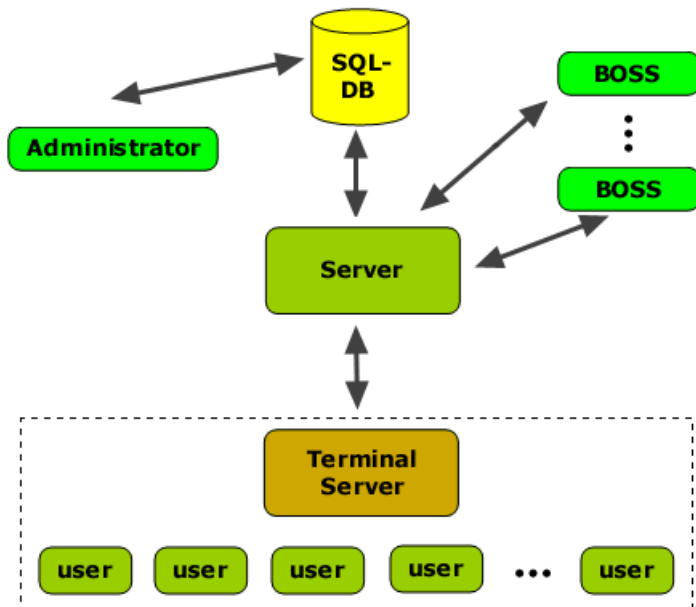 SQL-
DB
BOSS
Administrator
BOSS
Server
Terminal
Server
user
user
user
user
user